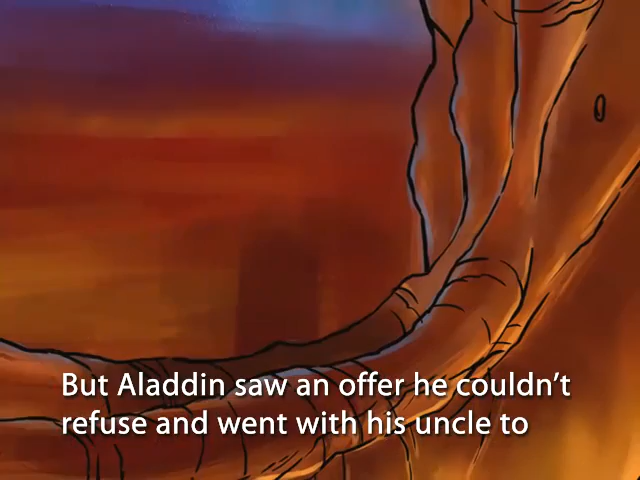 But Aladdin saw an offer he couldn't
refuse and went with his uncle to